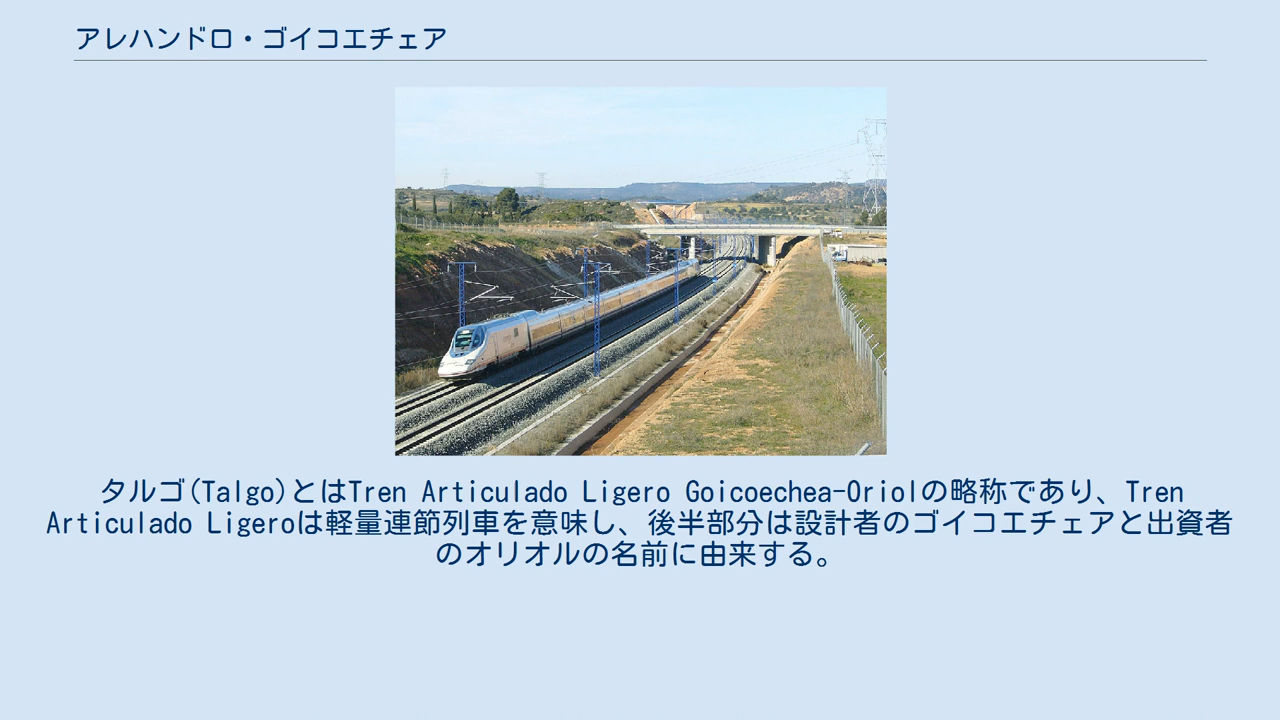 アレハンドロ・ゴイコエチェア
タルゴ(Talgo)とはTren Articulado Ligero Goicoechea-Oriolの略称であり、Tren
Articulado Ligeroは軽量連節列車を意味し、後半部分は設計者のゴイコエチェアと出資者
のオリオルの名前に由来する。